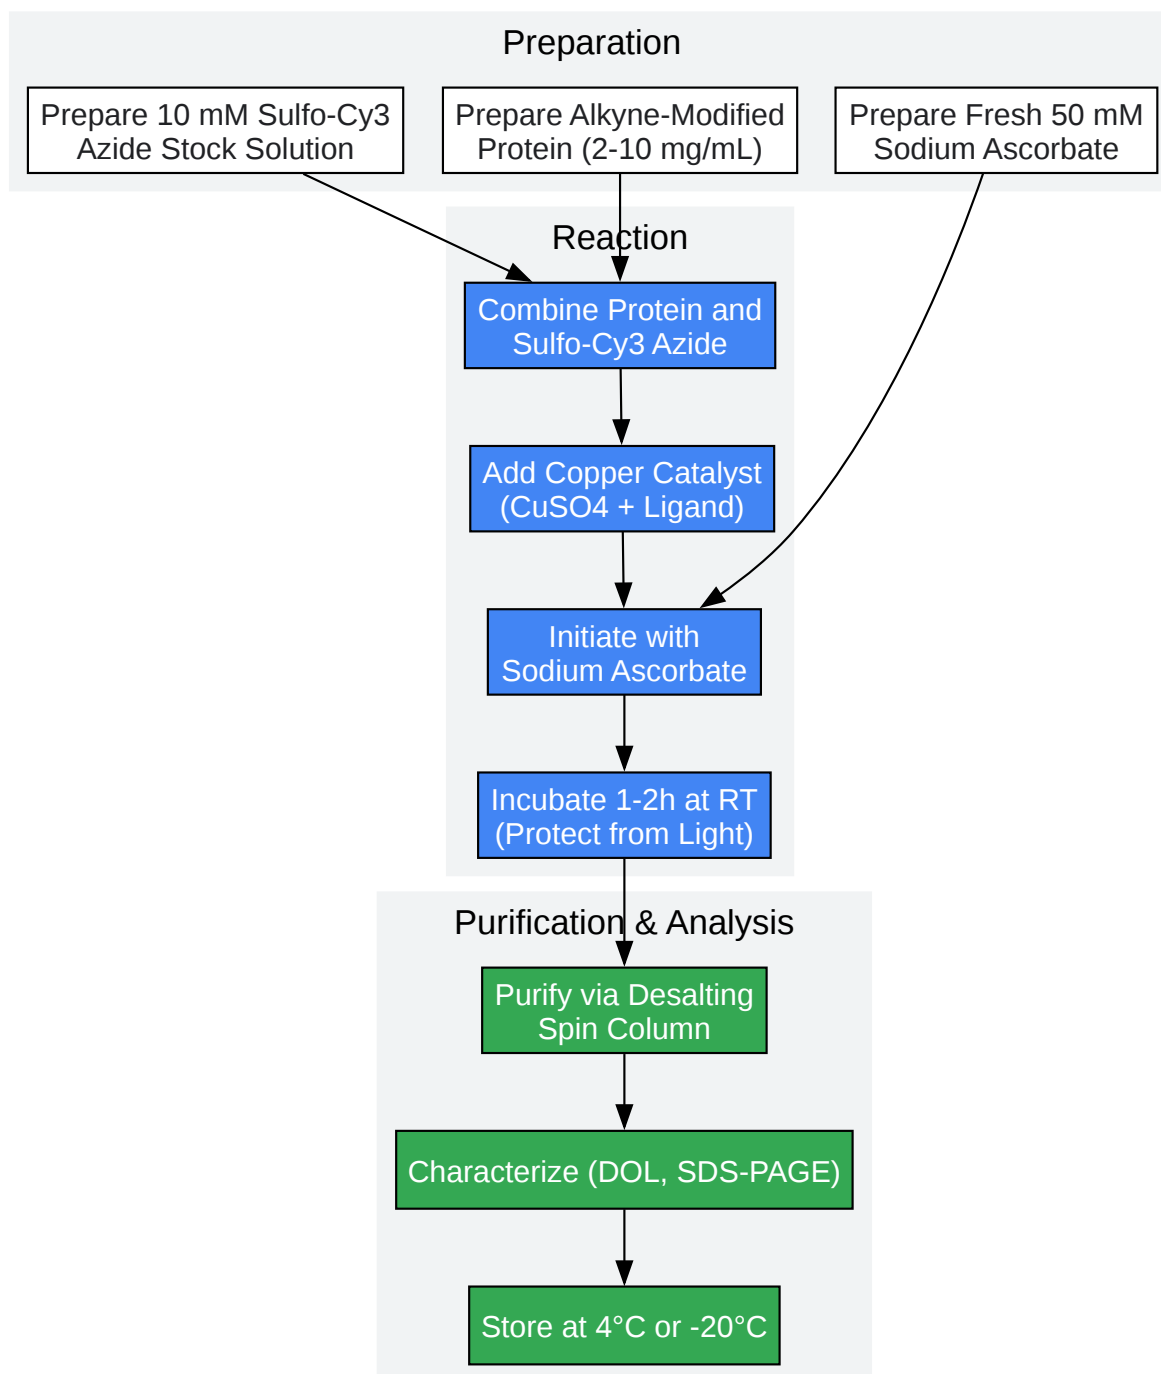 Preparation
Prepare 10 mM Sulfo-Cy3
Azide Stock Solution
Prepare Alkyne-Modified
Protein (2-10 mg/mL)
Prepare Fresh 50 mM
Sodium Ascorbate
Reaction
Combine Protein and
Sulfo-Cy3 Azide
Add Copper Catalyst
(CuSO4 + Ligand)
Initiate with
Sodium Ascorbate
Incubate 1-2h at RT
(Protect from Light)
Purification & Analysis
Purify via Desalting
Spin Column
Characterize (DOL, SDS-PAGE)
Store at 4°C or -20°C